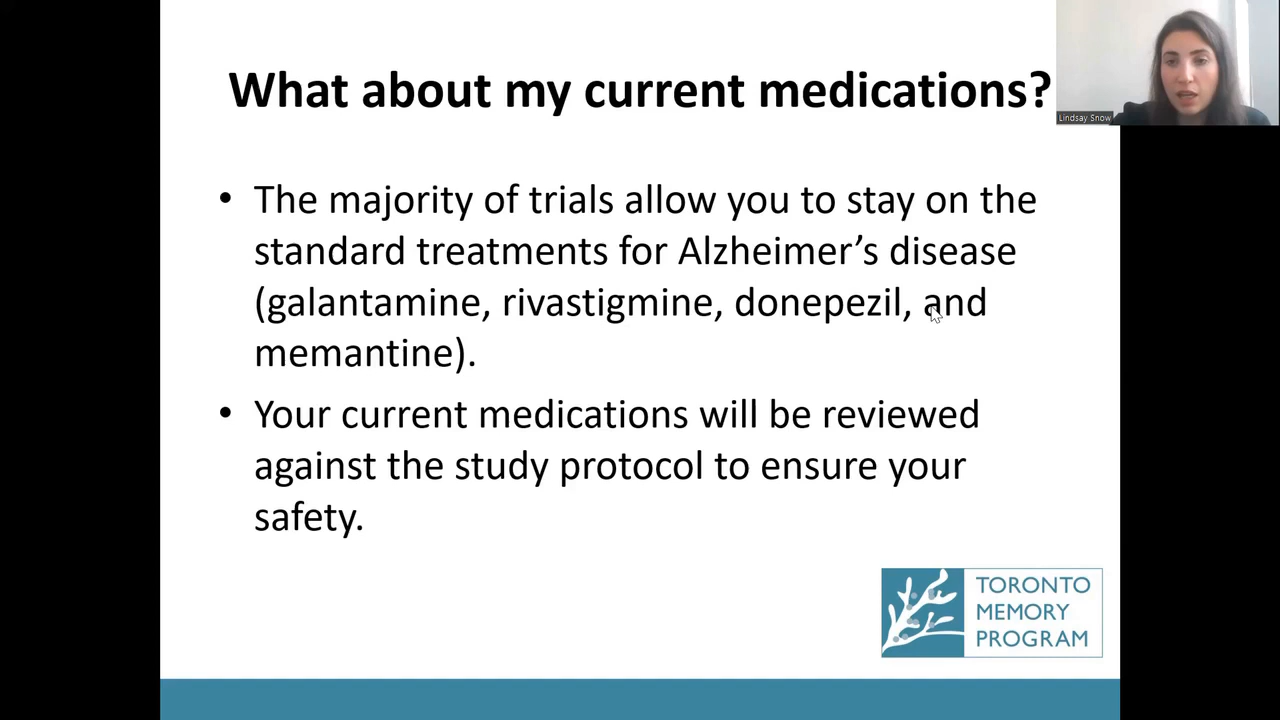 What about my current medications?
Lindsay Snow
• The majority of trials allow you to stay on the
standard treatments for Alzheimer’s disease
(galantamine, rivastigmine, donepezil, and
memantine).
• Your current medications will be reviewed
against the study protocol to ensure your
safety.
TORONTO
MEMORY
PROGRAM